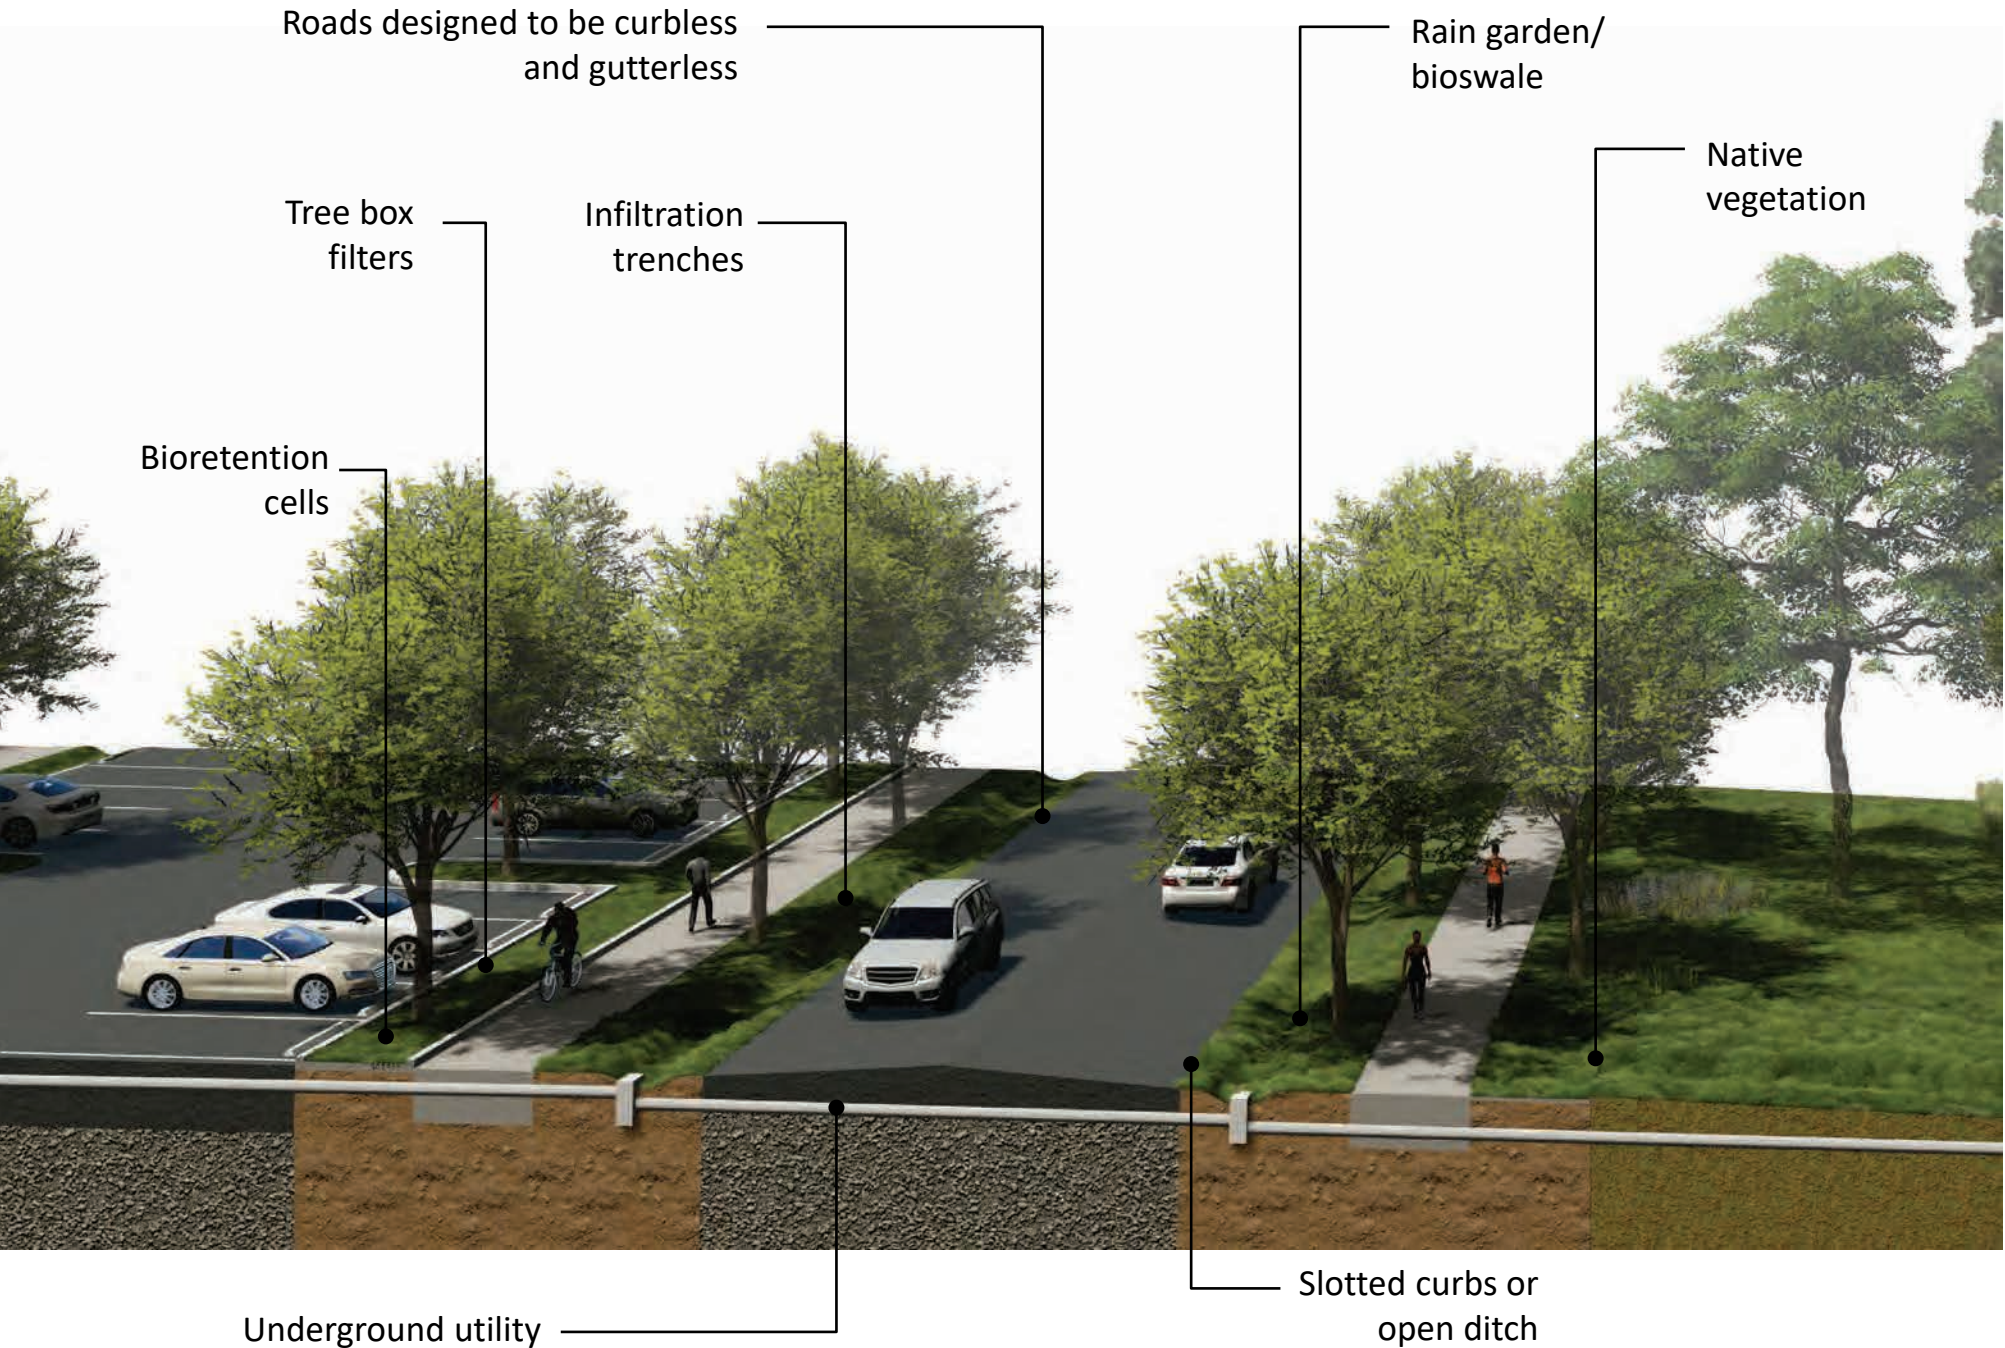 Roads designed to be curbless
and gutterless
Rain garden/
bioswale
Native
vegetation
Tree box
filters
Infiltration
trenches
Bioretention
cells
Slotted curbs or
open ditch
Underground utility